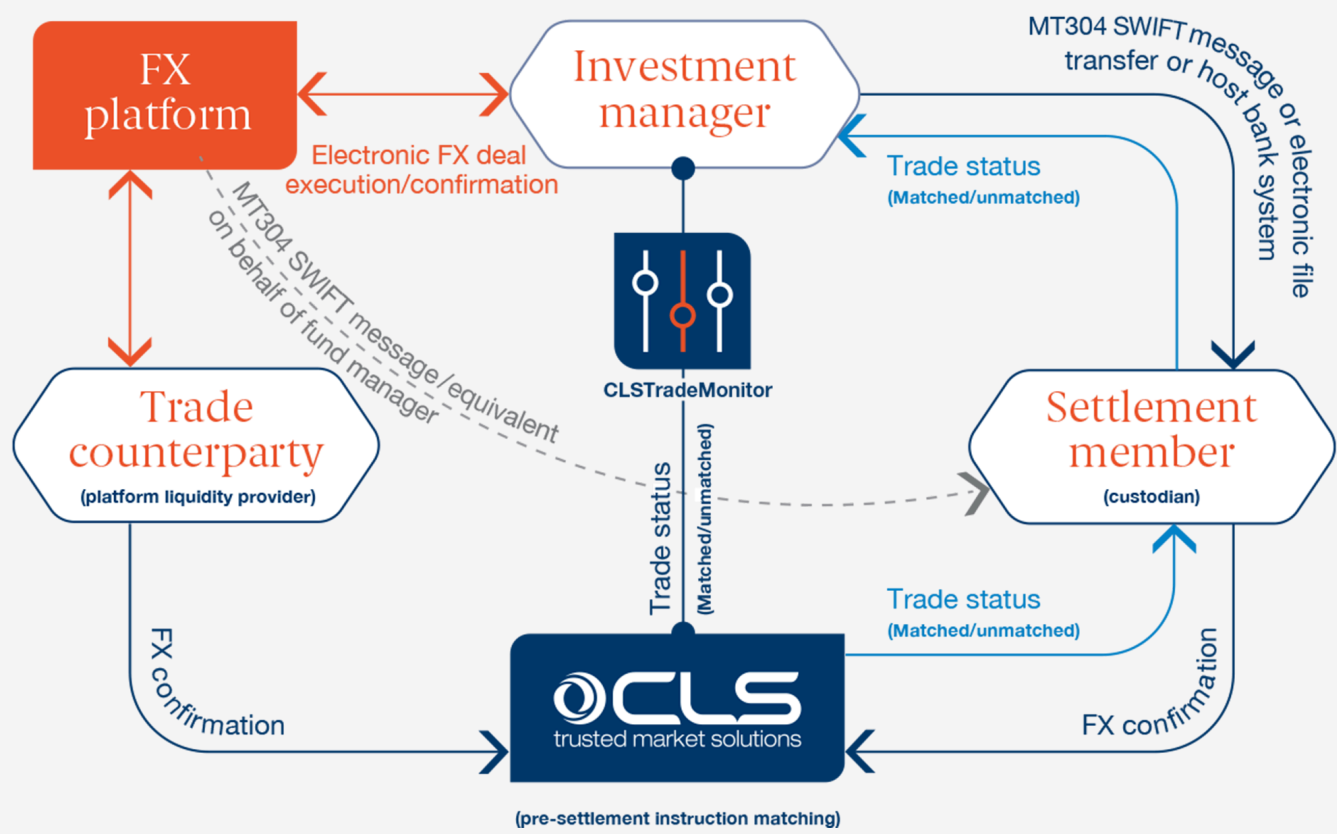 FX
platform
Investment
manager
MT304 SWIFT message or electronic file
transfer or host bank
system
Electronic FX deal
execution/confirmation
Trade status
(Matched/unmatched)
MT304 SWIFT message/equivalent
on behalf of fund manager
CLSTradeMonitor
Trade
counterparty
(platform liquidity provider)
Settlement
member
(custodian)
Trade status
(Matched/unmatched)
Trade status
(Matched/unmatched)
FX confirmation
FX confirmation
CLS
trusted market solutions
(pre-settlement instruction matching)